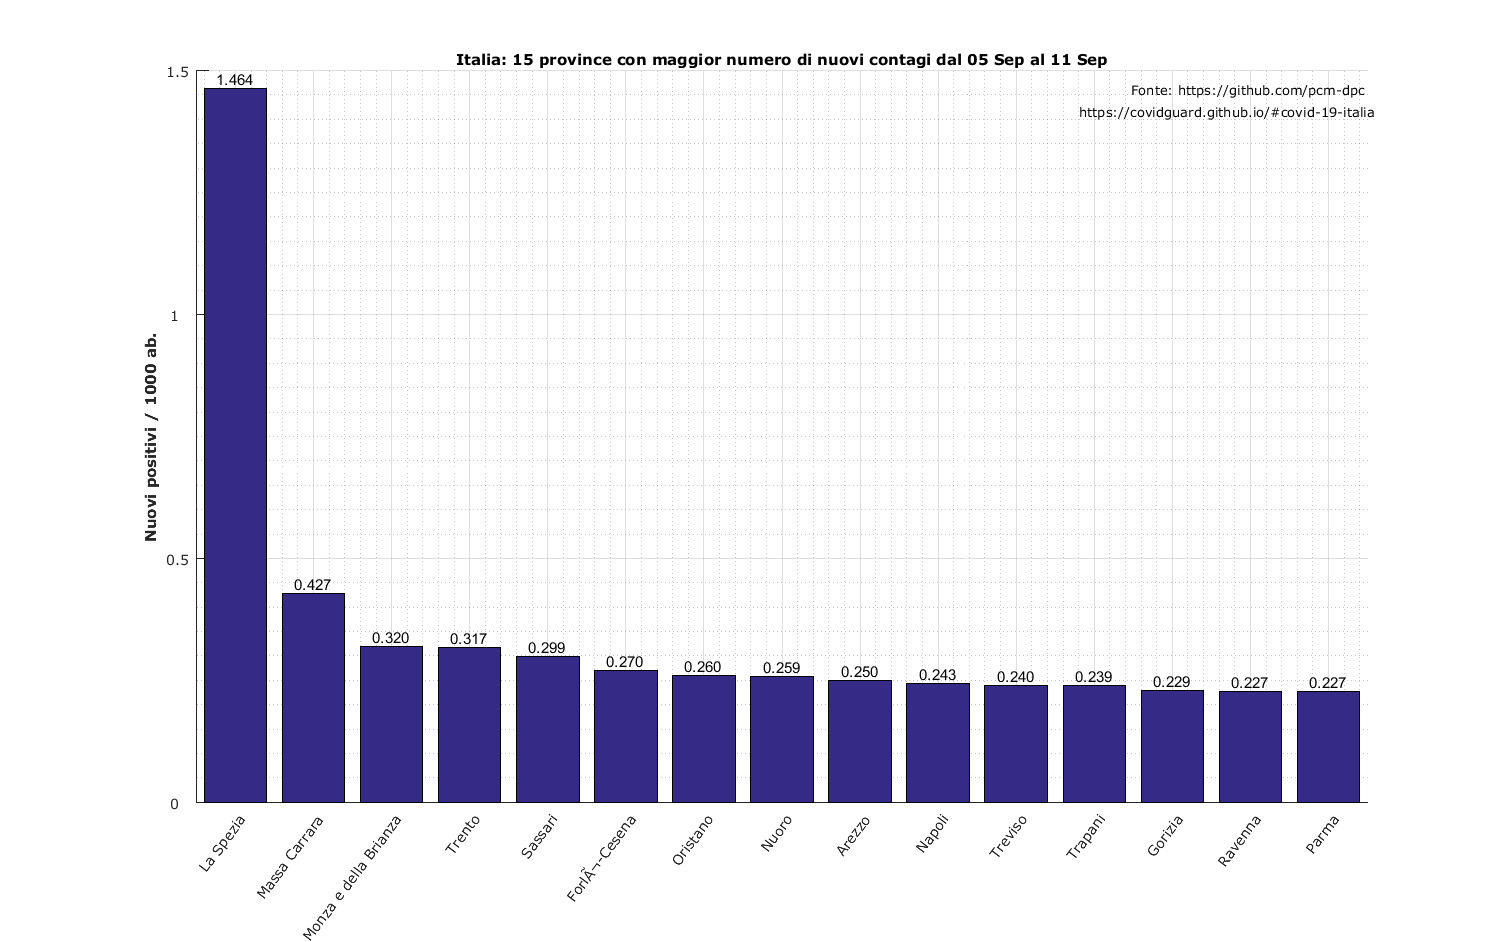 Italia: 15 province con maggior numero di nuovi contagi dal 05 Sep al 11 Sep
Fonte: https://github.com/pcm-dpc
https://covidguard.github.io/#covid-19-italia
Nuovi positivi / 1000 ab.
1.5
1
0.5
0
1.464
0.427
0.320
0.317
0.299
0.270
0.260
0.259
0.250
0.243
0.240
0.239
0.229
0.227
0.227
La Spezia
Massa Carrara
Monza e della Brianza
Trento
Sassari
ForlÃ¬-Cesena
Oristano
Nuoro
Arezzo
Napoli
Treviso
Trapani
Gorizia
Ravenna
Parma